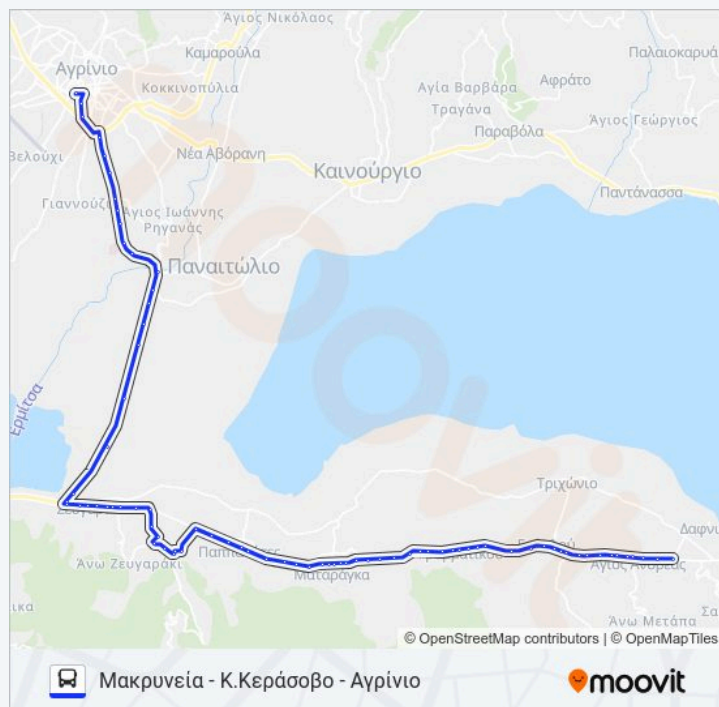 Άγιος Νικόλαος
Καμαρούλα
Παλαιοκαρυά
Αγρίνιο
Κοκκινοπύλια
Αγία Βαρβάρα
Αφράτο
Τραγάνα
Άγιος Γεώργιος
Παραβόλα
Βελούχι
Νέα Αβόρανη
Καινούργιο
Παντάνασσα
Γιαννούζι
Άγιος Ιωάννης
Ρηγανάς
Παναιτώλιο
Ερμίτσα
Τριχώνιο
Δαφνι
Άνω Ζευγαράκι
Ματαράγκα
Άγιος Ανδρέας
Άνω Μετάπα
© OpenStreetMap contributors | © OpenMapTiles
Μακρυνεία - Κ.Κεράσοβο - Αγρίνιο
moovit